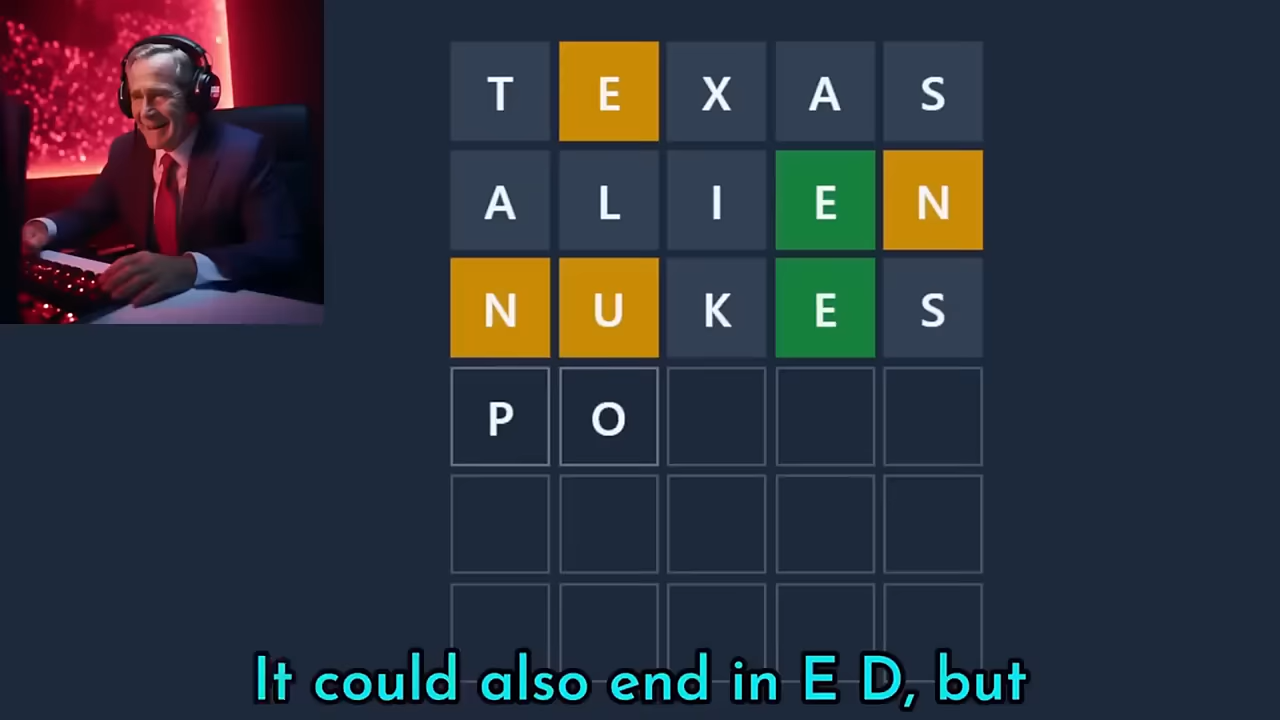 T E X A S
A L I E N
N U K E S
P O
It could also end in E D, but